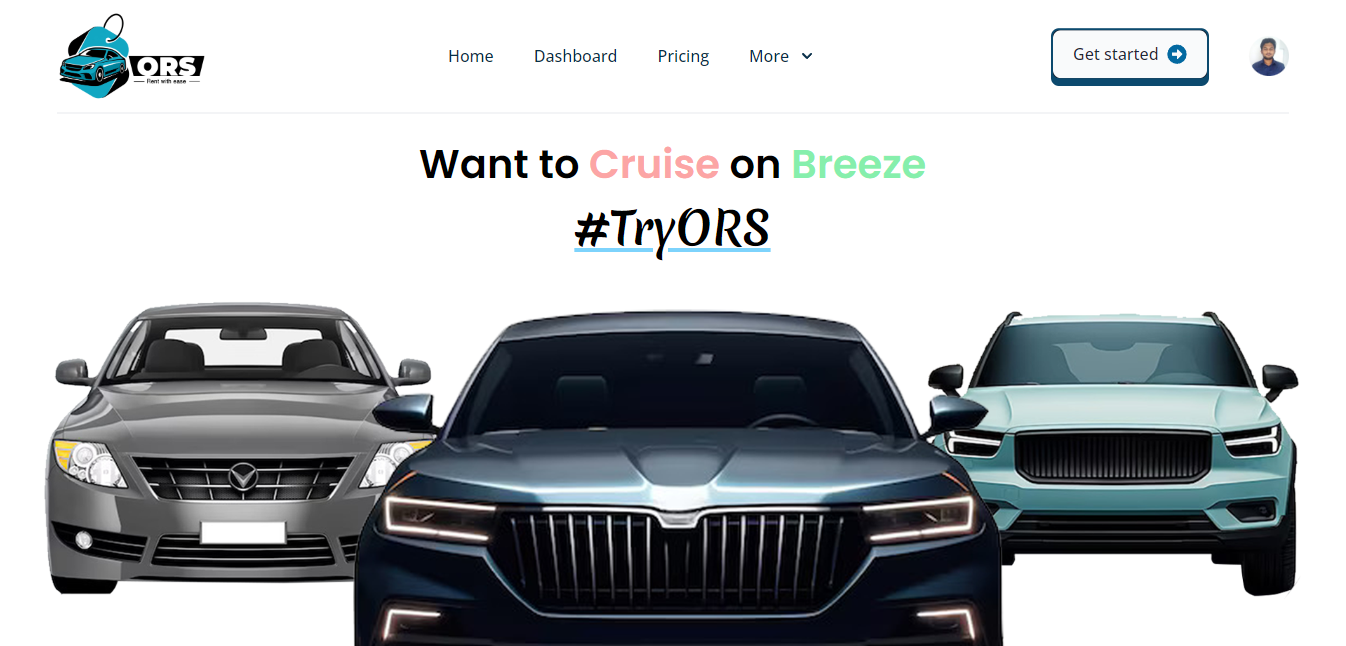 ORS
Rent with ease
Home
Dashboard
Pricing
More
Get started
Want to Cruise on Breeze
#TryORS